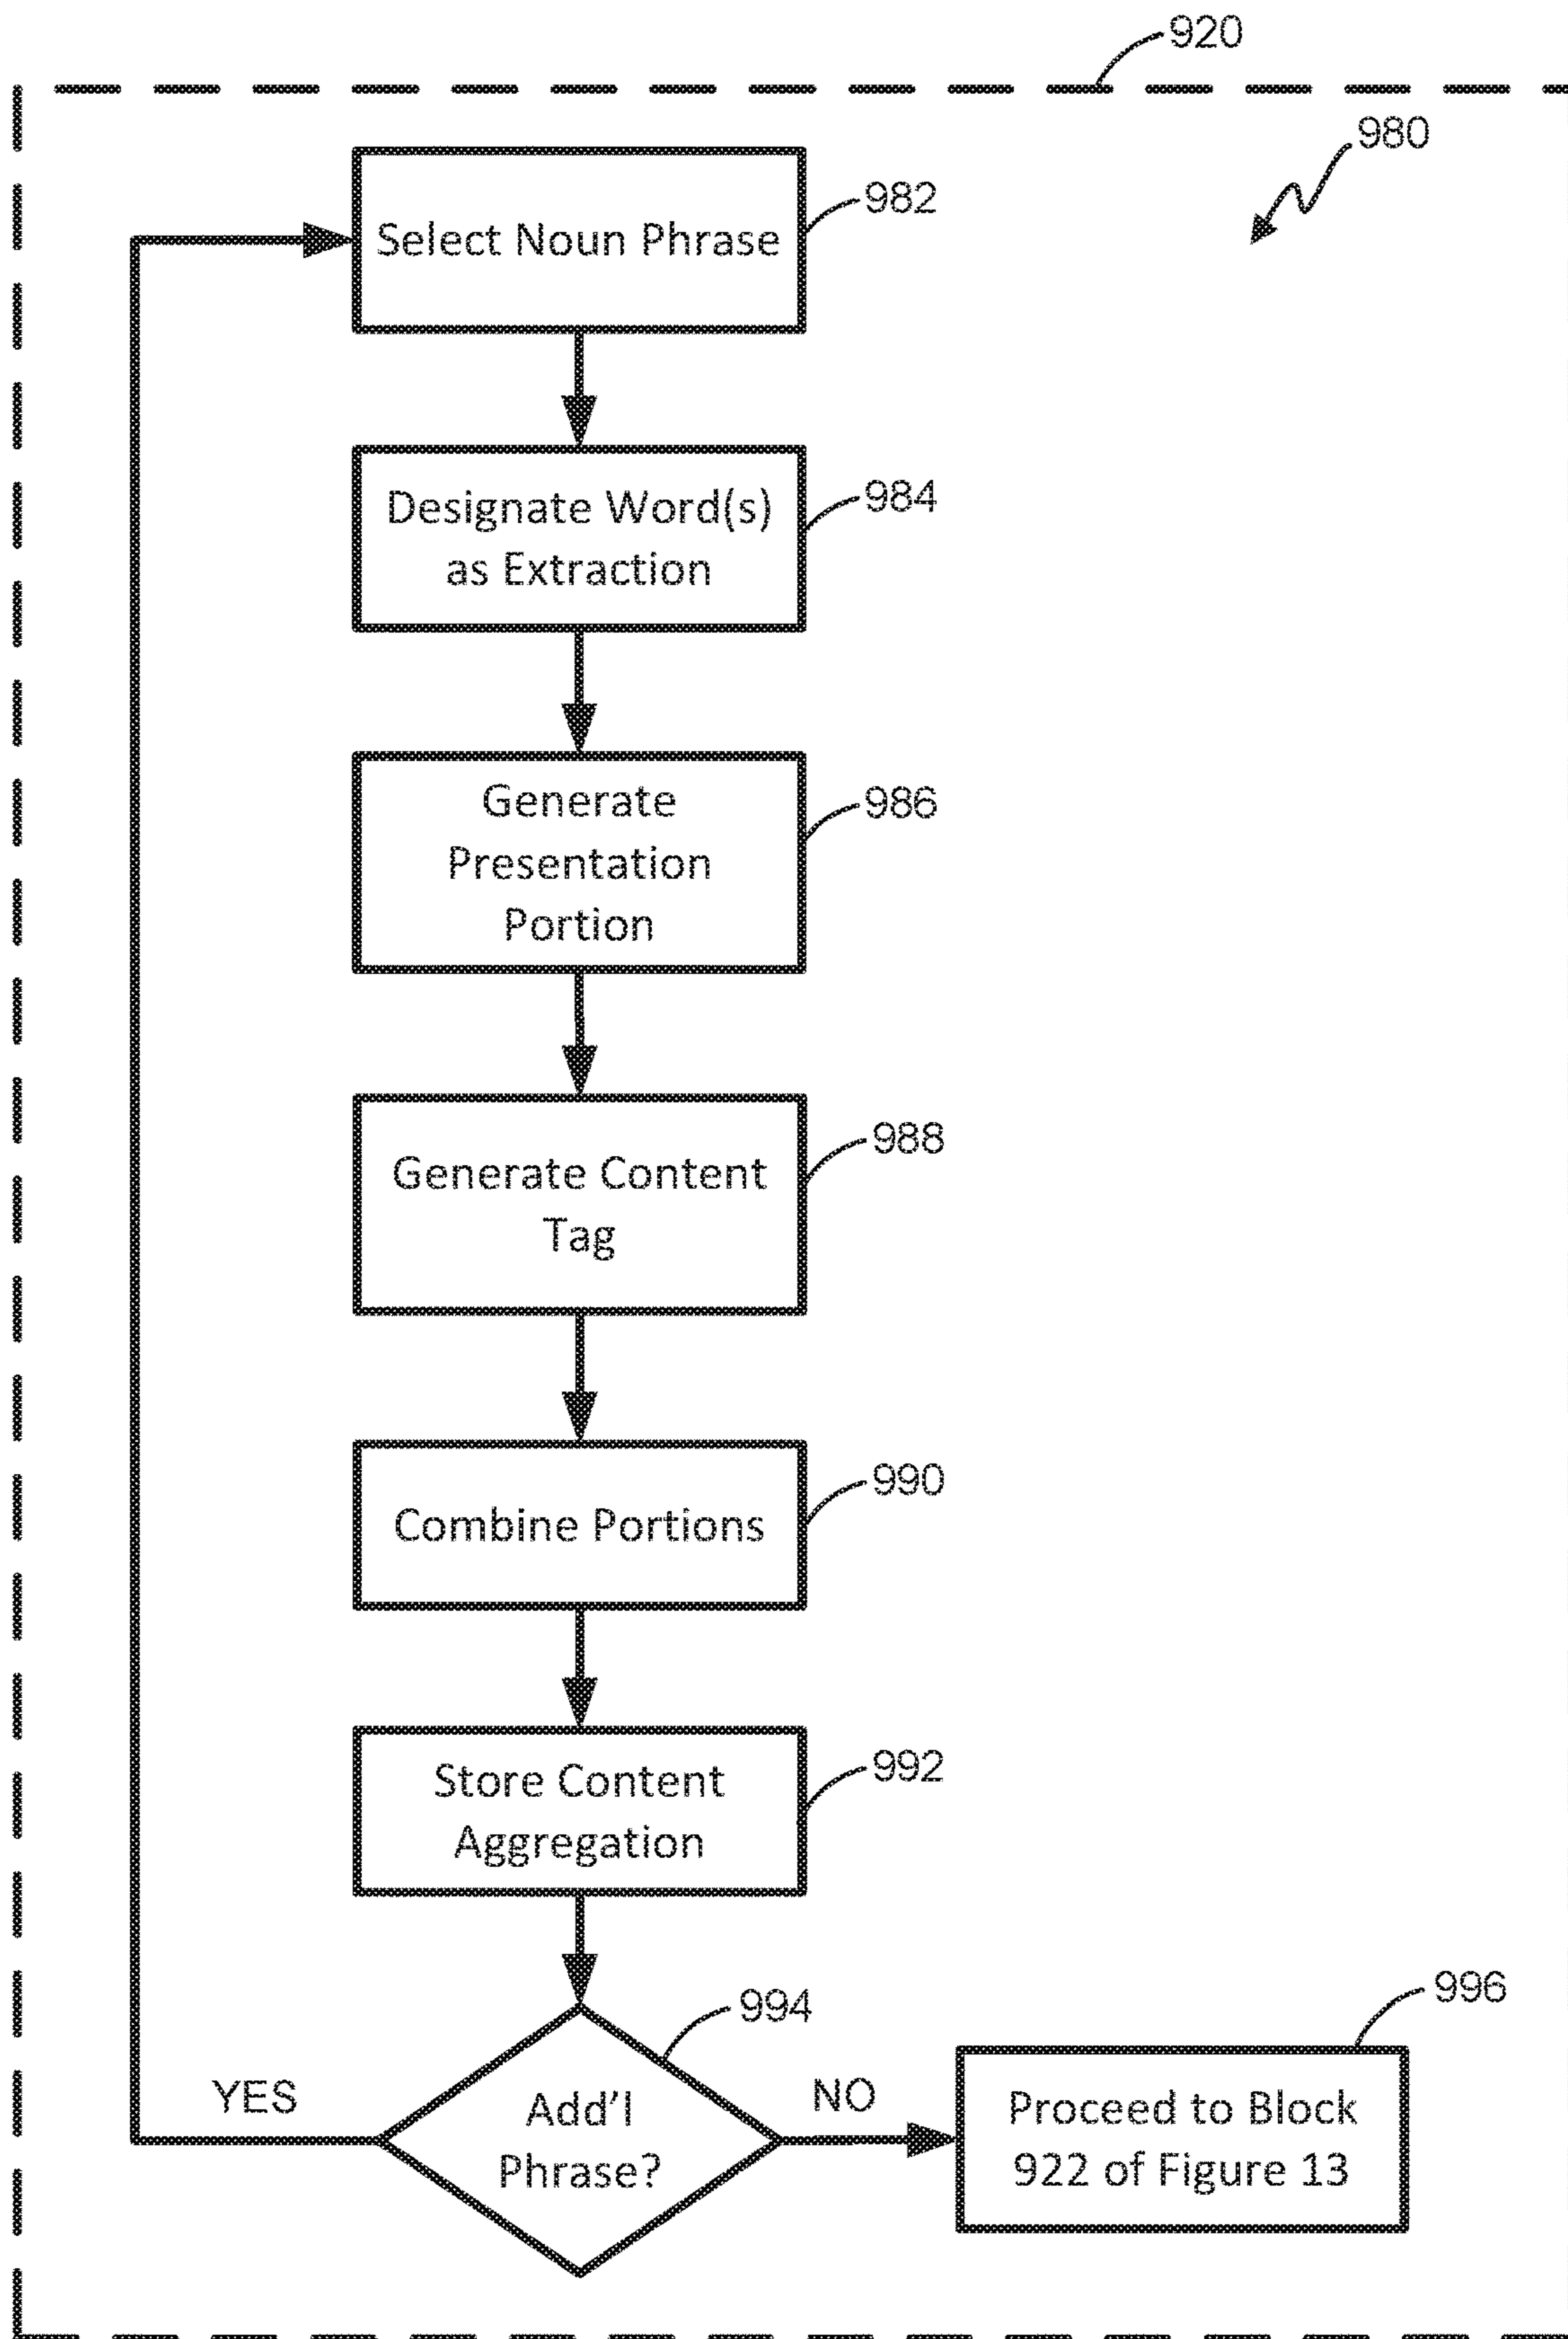 920
980
982
Select Noun Phrase
984
Designate Word(s)
as Extraction
986
Generate
Presentation
Portion
988
Generate Content
Tag
990
Combine Portions
992
Store Content
Aggregation
994
996
YES
NO
Add'l
Phrase?
Proceed to Block
922 of Figure 13